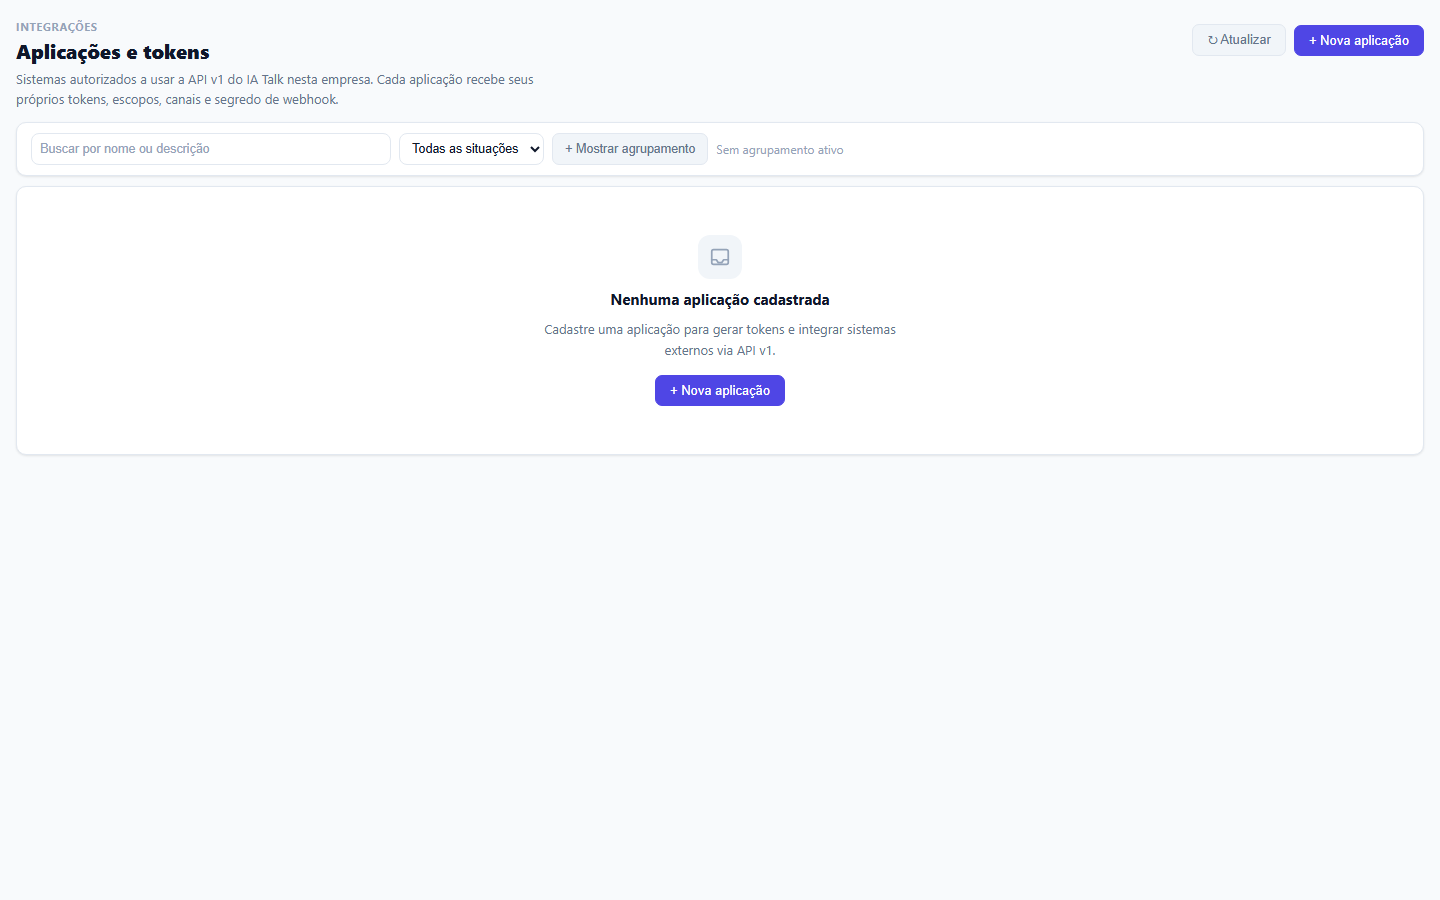 INTEGRAÇÕES
Aplicações e tokens
Sistemas autorizados a usar a API v1 do IA Talk nesta empresa. Cada aplicação recebe seus
próprios tokens, escopos, canais e segredo de webhook.
↻ Atualizar
+ Nova aplicação
Buscar por nome ou descrição
Todas as situações
+ Mostrar agrupamento
Sem agrupamento ativo
Nenhuma aplicação cadastrada
Cadastre uma aplicação para gerar tokens e integrar sistemas
externos via API v1.
+ Nova aplicação